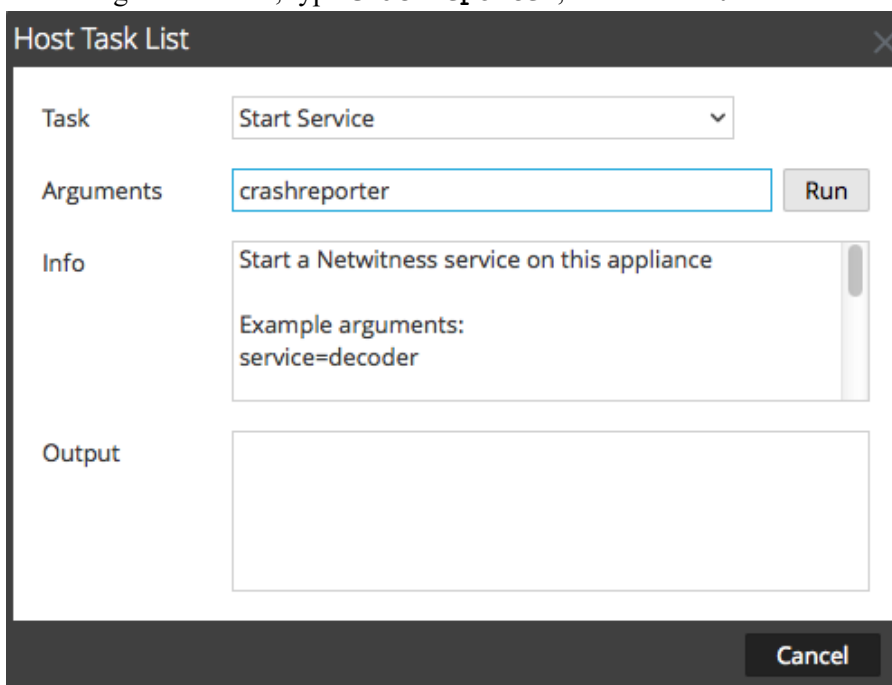 Host Task List
Task
Start Service
Arguments
crashreporter
Run
Info
Start a Netwitness service on this appliance
Example arguments:
service=decoder
Output
Cancel